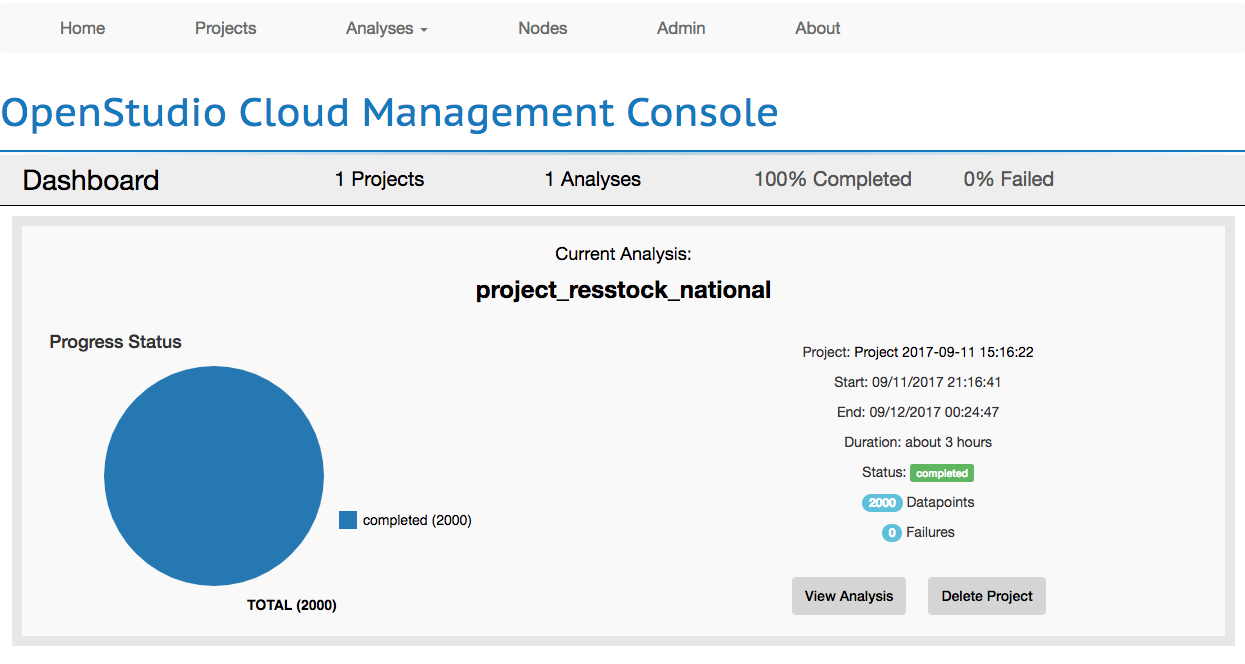 Home Projects Analyses Nodes Admin About
OpenStudio Cloud Management Console
Dashboard 1 Projects 1 Analyses 100% Completed 0% Failed
Current Analysis:
project_resstock_national
Progress Status
completed (2000)
TOTAL (2000)
Project: Project 2017-09-11 15:16:22
Start: 09/11/2017 21:16:41
End: 09/12/2017 00:24:47
Duration: about 3 hours
Status: completed
2000 Datapoints
0 Failures
View Analysis Delete Project